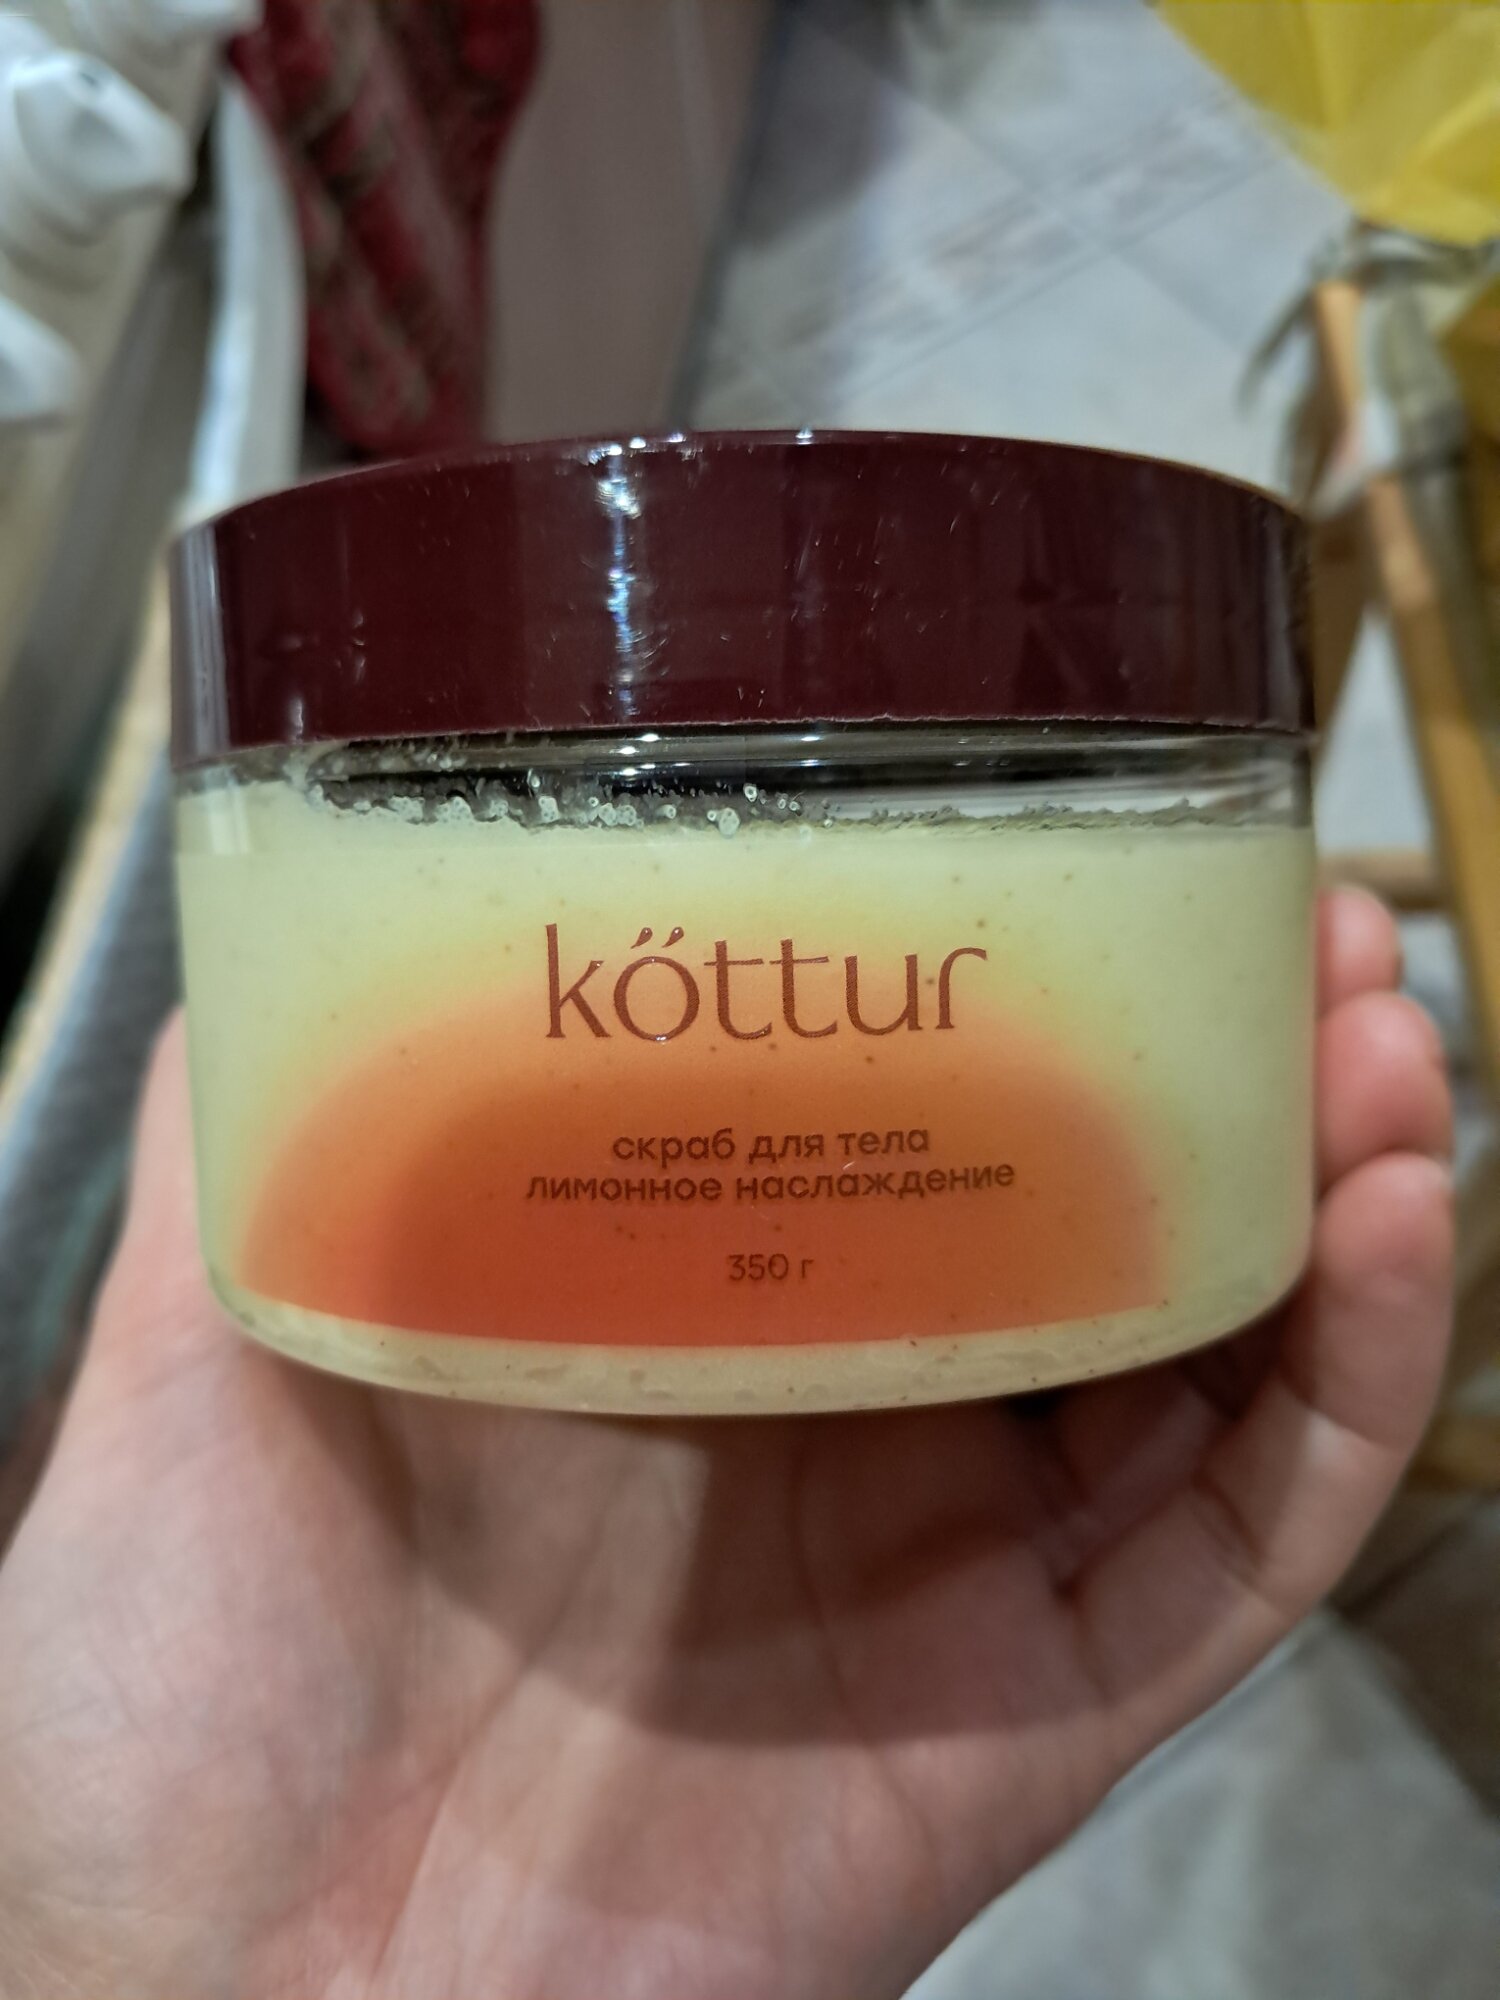 köttur
скраб для тела
лимонное наслаждение
350 г